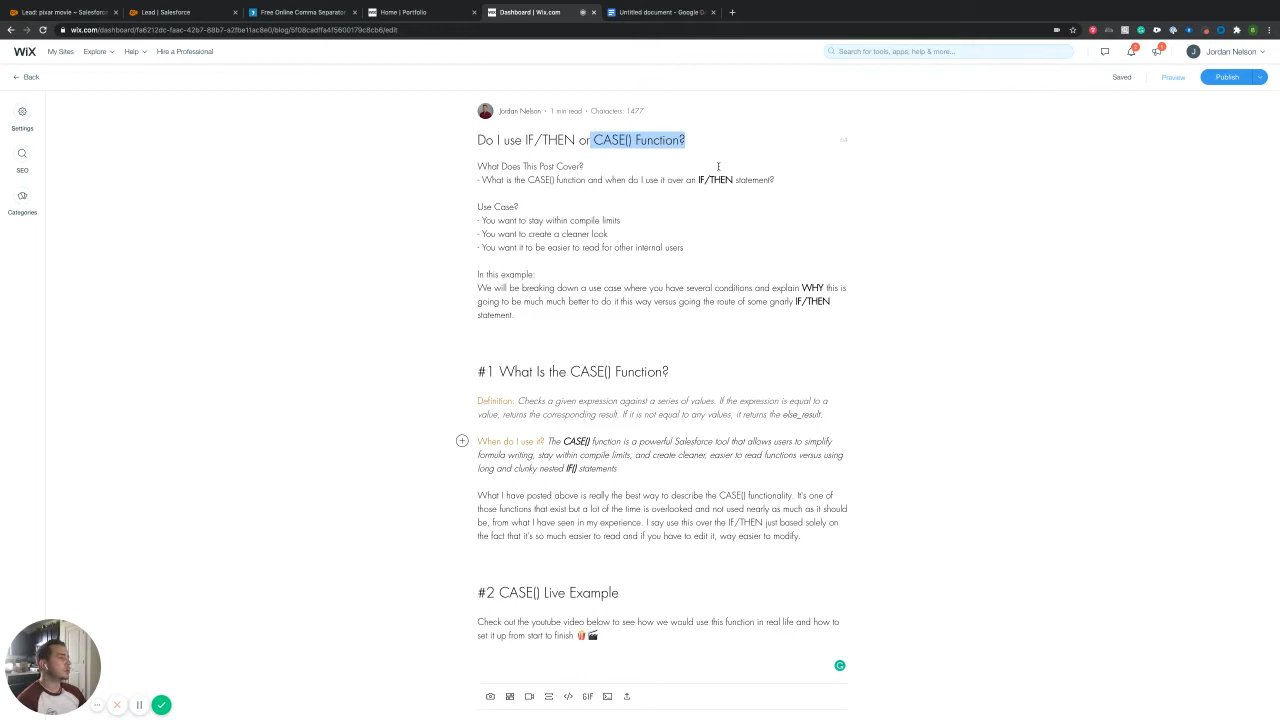 Lead: pixar movie – Salesforce
Lead | Salesforce
Free Online Comma Separator
Home | Portfolio
Dashboard | Wix.com
Untitled document - Google D
wix.com/dashboard/fa6212dc-faac-42b7-88b7-a2fbe11ac8e0/blog/5f08cadffa4f5600179c8cb6/edit
WiX
My Sites
Explore
Help
Hire a Professional
Search for tools, apps, help & more...
Jordan Nelson
Back
Saved
Preview
Publish
Settings
SEO
Categories
Jordan Nelson · 1 min read · Characters: 1477
Do I use IF/THEN or CASE() Function?
What Does This Post Cover?
- What is the CASE() function and when do I use it over an IF/THEN statement?
Use Case?
- You want to stay within compile limits
- You want to create a cleaner look
- You want it to be easier to read for other internal users
In this example:
We will be breaking down a use case where you have several conditions and explain WHY this is
going to be much much better to do it this way versus going the route of some gnarly IF/THEN
statement.
#1 What Is the CASE() Function?
Definition: Checks a given expression against a series of values. If the expression is equal to a
value, returns the corresponding result. If it is not equal to any values, it returns the else_result.
When do I use it? The CASE() function is a powerful Salesforce tool that allows users to simplify
formula writing, stay within compile limits, and create cleaner, easier to read functions versus using
long and clunky nested IF() statements
What I have posted above is really the best way to describe the CASE() functionality. It's one of
those functions that exist but a lot of the time is overlooked and not used nearly as much as it should
be, from what I have seen in my experience. I say use this over the IF/THEN just based solely on
the fact that it's so much easier to read and if you have to edit it, way easier to modify.
#2 CASE() Live Example
Check out the youtube video below to see how we would use this function in real life and how to
set it up from start to finish 🍿🎬
GIF